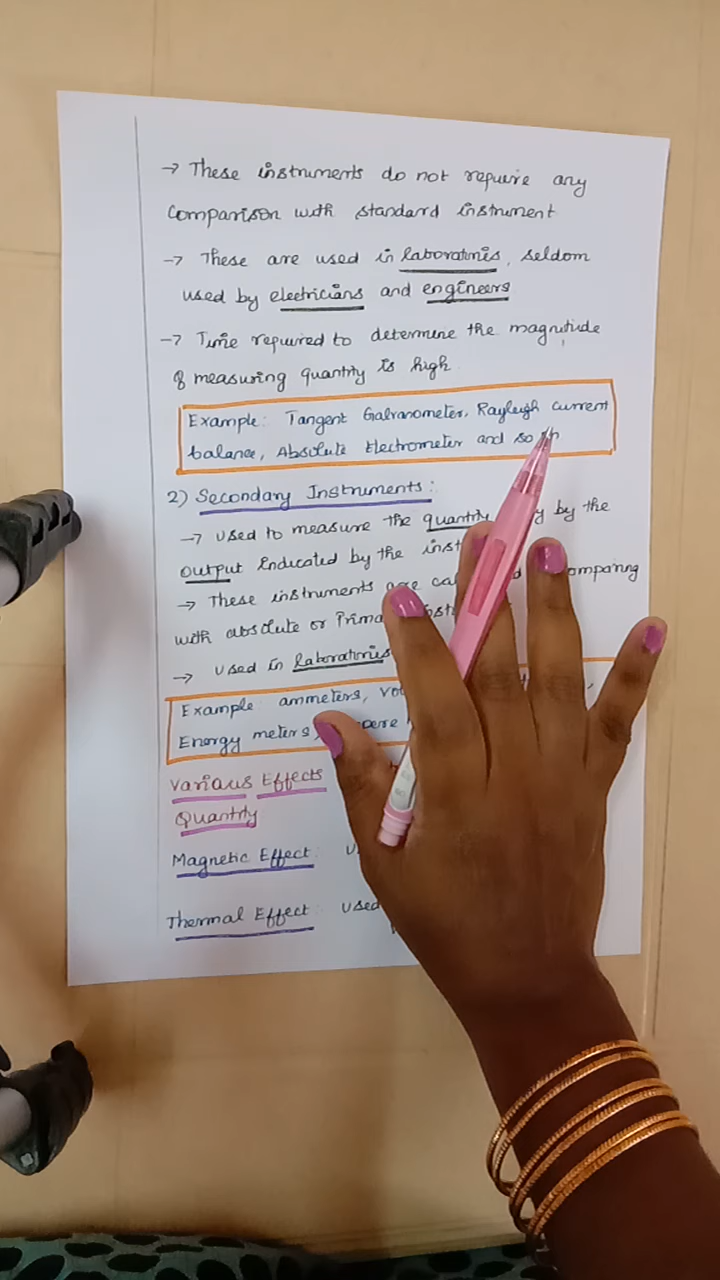 → These instruments do not require any
Comparison with standard instrument
→ These are used in laboratories, seldom
used by electricians and engineers
→ Time required to determine the magnitude
of measuring quantity is high
Example: Tangent Galvanometer, Rayleigh current
balance, Absolute Electrometer and so
2) Secondary Instruments:
→ used to measure the quantity by the
output indicated by the
→ These instruments are comparing
with absolute or
→ used in laboratories
Example: ammeters,
Energy meters,
Various Effects
Quantity
Magnetic Effect:
Thermal Effect: used